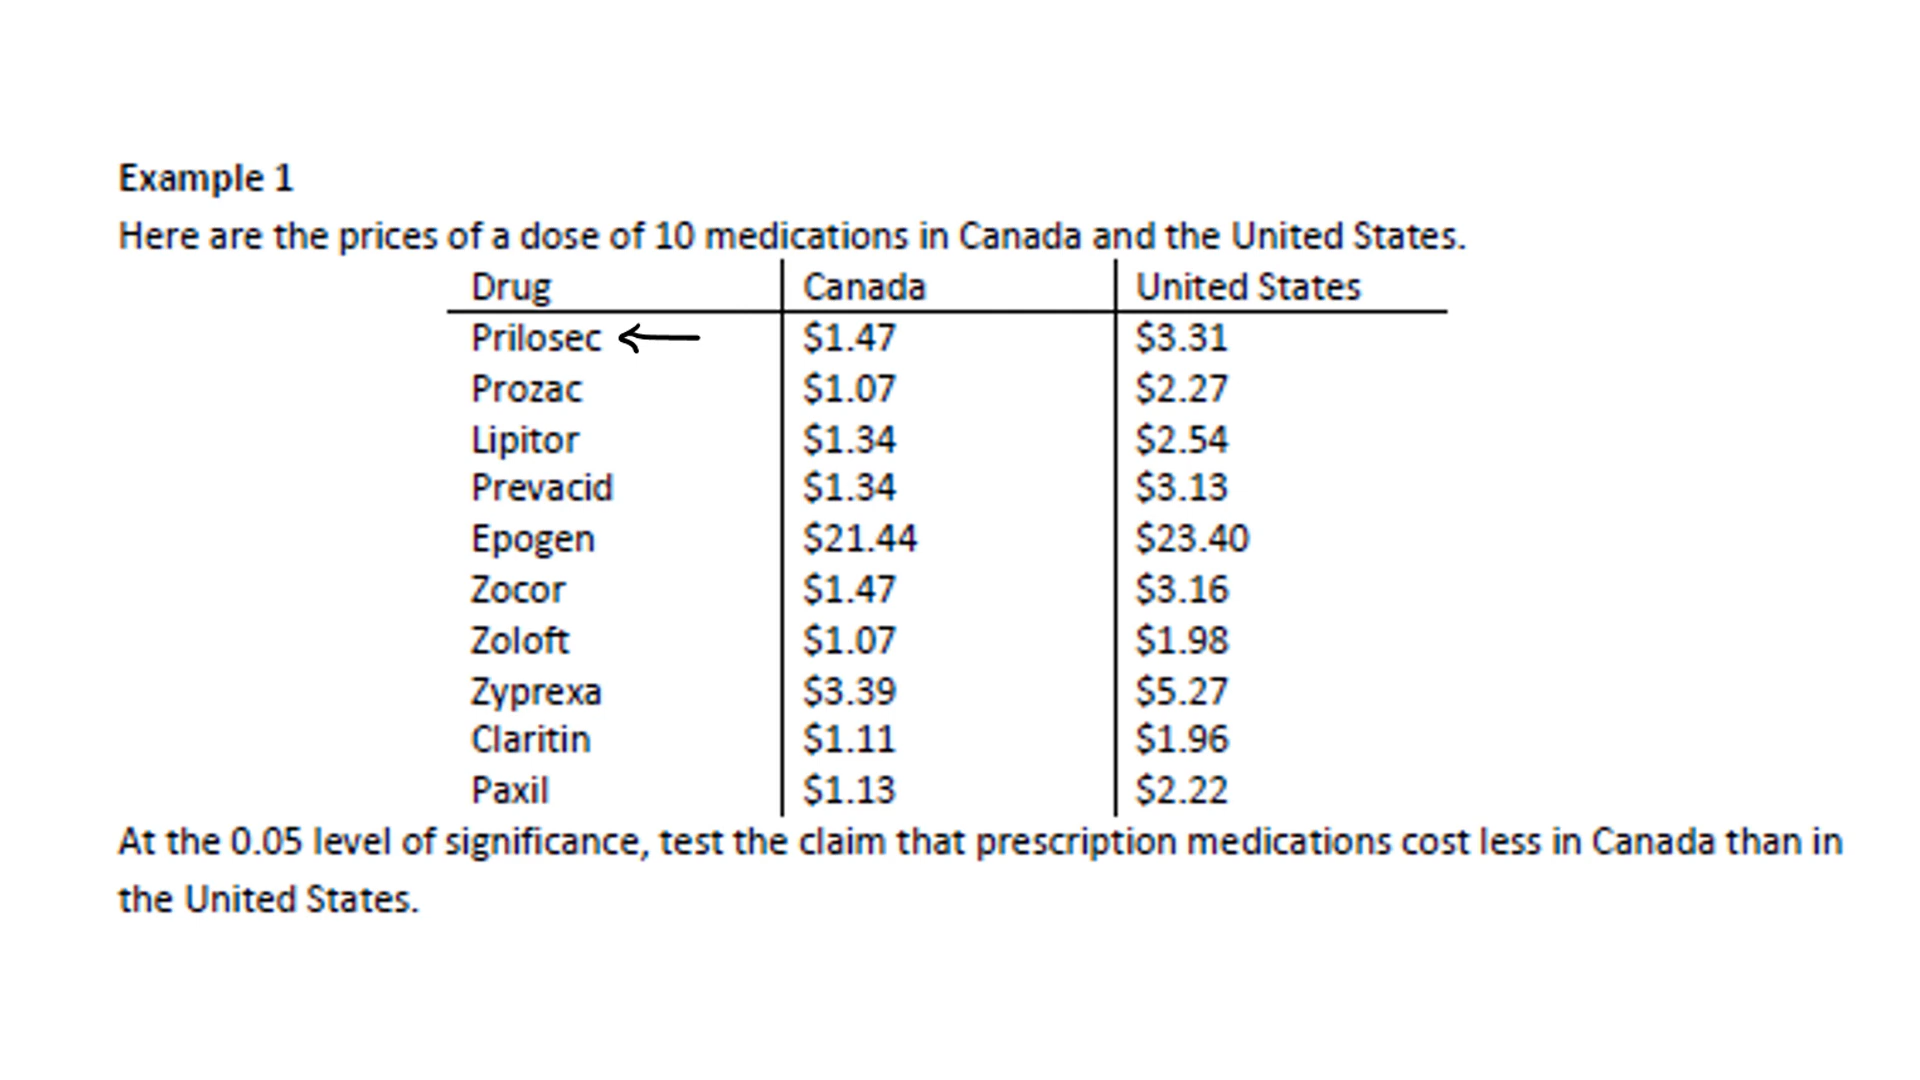 Example 1
Here are the prices of a dose of 10 medications in Canada and the United States.
Drug Canada United States
Prilosec $1.47 $3.31
Prozac $1.07 $2.27
Lipitor $1.34 $2.54
Prevacid $1.34 $3.13
Epogen $21.44 $23.40
Zocor $1.47 $3.16
Zoloft $1.07 $1.98
Zyprexa $3.39 $5.27
Claritin $1.11 $1.96
Paxil $1.13 $2.22
At the 0.05 level of significance, test the claim that prescription medications cost less in Canada than in
the United States.